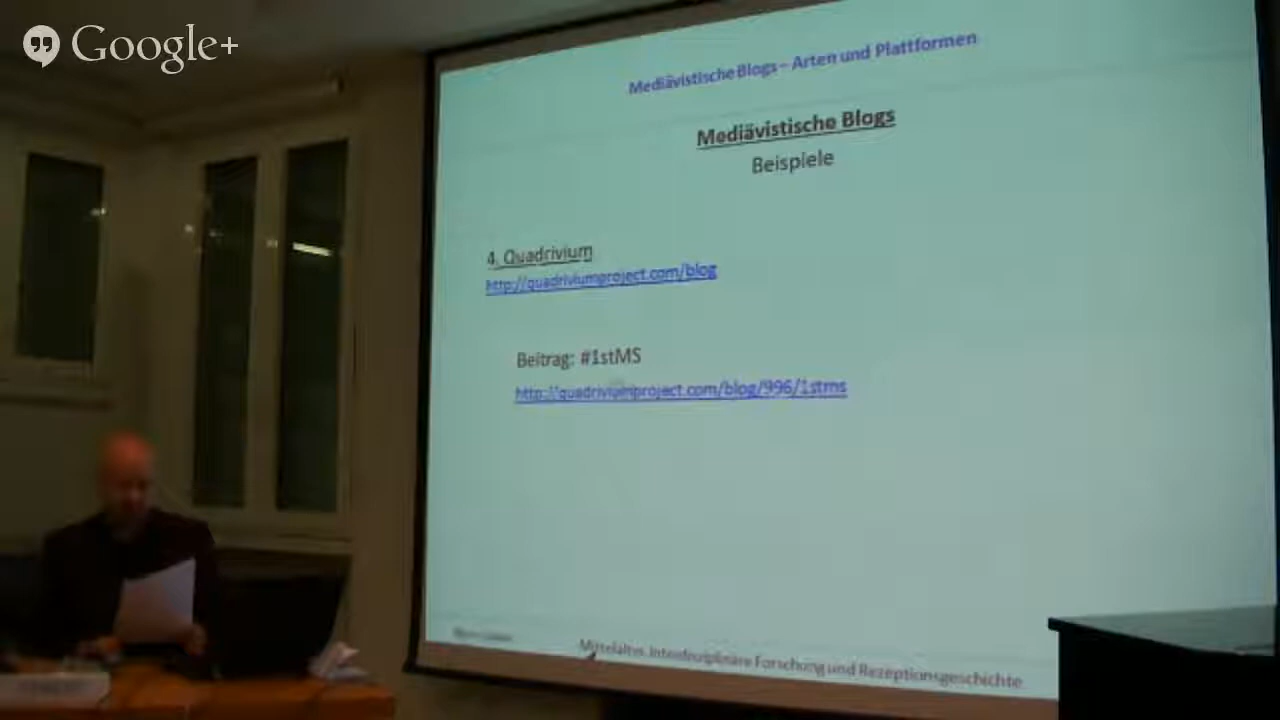 Google+
Mediävistische Blogs – Arten und Plattformen
Mediävistische Blogs
Beispiele
4. Quadrivium
http://quadriviumproject.com/blog
Beitrag: #1stMS
http://quadriviumproject.com/blog/996/1stms
Mittelalter. Interdisziplinäre Forschung und Rezeptionsgeschichte